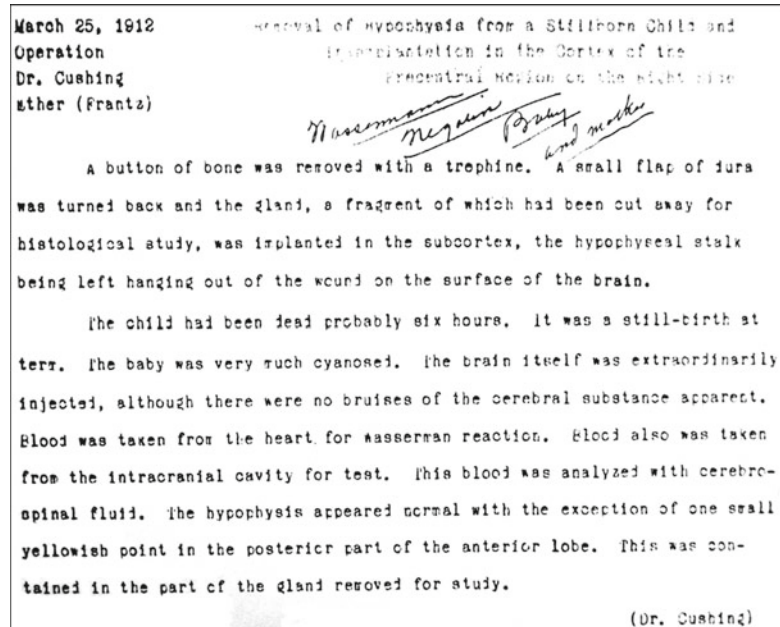 March 25, 1912
Operation
Dr. Cushing
Ether (Frantz)
Removal of Hypophysis from a Stillborn Child and
Implantation in the Cortex of the
Precentral Region on the Right Side
Wassermann
negative
Baby
and mother
A button of bone was removed with a trephine. A small flap of dura
was turned back and the gland, a fragment of which had been cut away for
histological study, was implanted in the subcortex, the hypophyseal stalk
being left hanging out of the wound on the surface of the brain.
The child had been dead probably six hours. It was a still-birth at
term. The baby was very much cyanosed. The brain itself was extraordinarily
injected, although there were no bruises of the cerebral substance apparent.
Blood was taken from the heart for Wasserman reaction. Blood also was taken
from the intracranial cavity for test. This blood was analyzed with cerebro-
spinal fluid. The hypophysis appeared normal with the exception of one small
yellowish point in the posterior part of the anterior lobe. This was con-
tained in the part of the gland removed for study.
(Dr. Cushing)